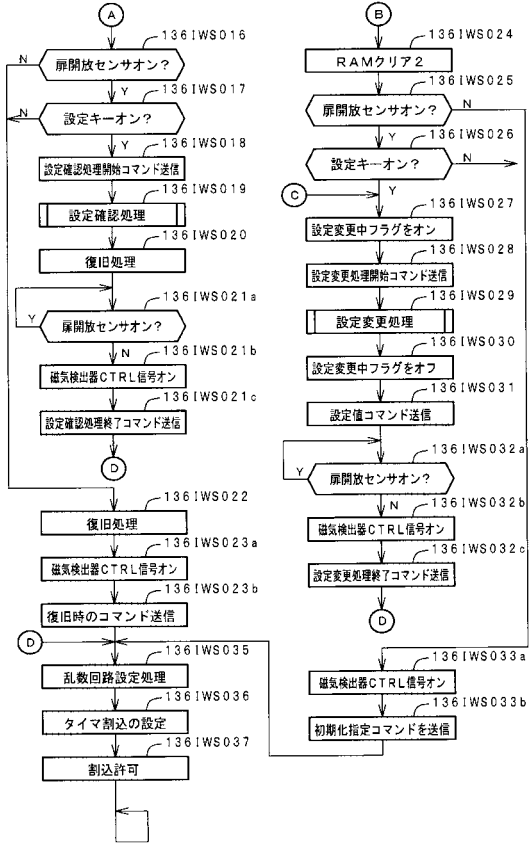 A
136IWS016
扉開放センサオン?
N
Y
136IWS017
設定キーオン?
N
Y
136IWS018
設定確認処理開始コマンド送信
136IWS019
設定確認処理
136IWS020
復旧処理
136IWS021a
扉開放センサオン?
Y
N
136IWS021b
磁気検出器CTRL信号オン
136IWS021c
設定確認処理終了コマンド送信
D
136IWS022
復旧処理
136IWS023a
磁気検出器CTRL信号オン
136IWS023b
復旧時のコマンド送信
D
136IWS035
乱数回路設定処理
136IWS036
タイマ割込の設定
136IWS037
割込許可
B
136IWS024
RAMクリア2
136IWS025
扉開放センサオン?
N
Y
136IWS026
設定キーオン?
N
Y
C
136IWS027
設定変更中フラグをオン
136IWS028
設定変更処理開始コマンド送信
136IWS029
設定変更処理
136IWS030
設定変更中フラグをオフ
136IWS031
設定値コマンド送信
136IWS032a
扉開放センサオン?
Y
N
136IWS032b
磁気検出器CTRL信号オン
136IWS032c
設定変更処理終了コマンド送信
D
136IWS033a
磁気検出器CTRL信号オン
136IWS033b
初期化指定コマンドを送信